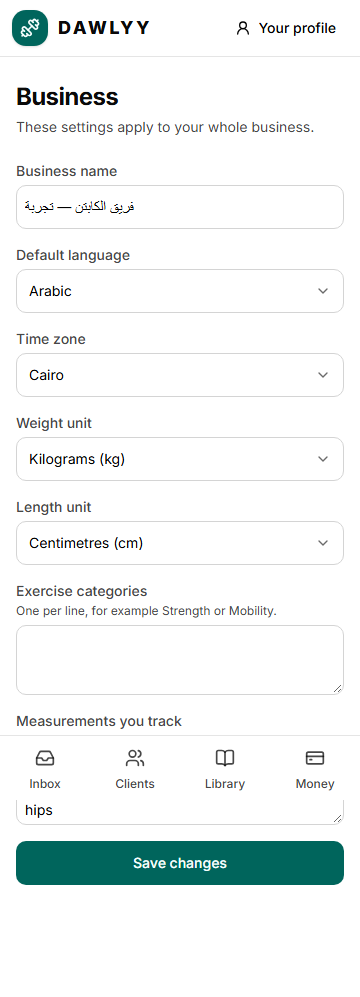 DAWLYY
Your profile
Business
These settings apply to your whole business.
Business name
فريق الكابتن — تجربة
Default language
Arabic
Time zone
Cairo
Weight unit
Kilograms (kg)
Length unit
Centimetres (cm)
Exercise categories
One per line, for example Strength or Mobility.
Measurements you track
Inbox
Clients
Library
Money
hips
Save changes